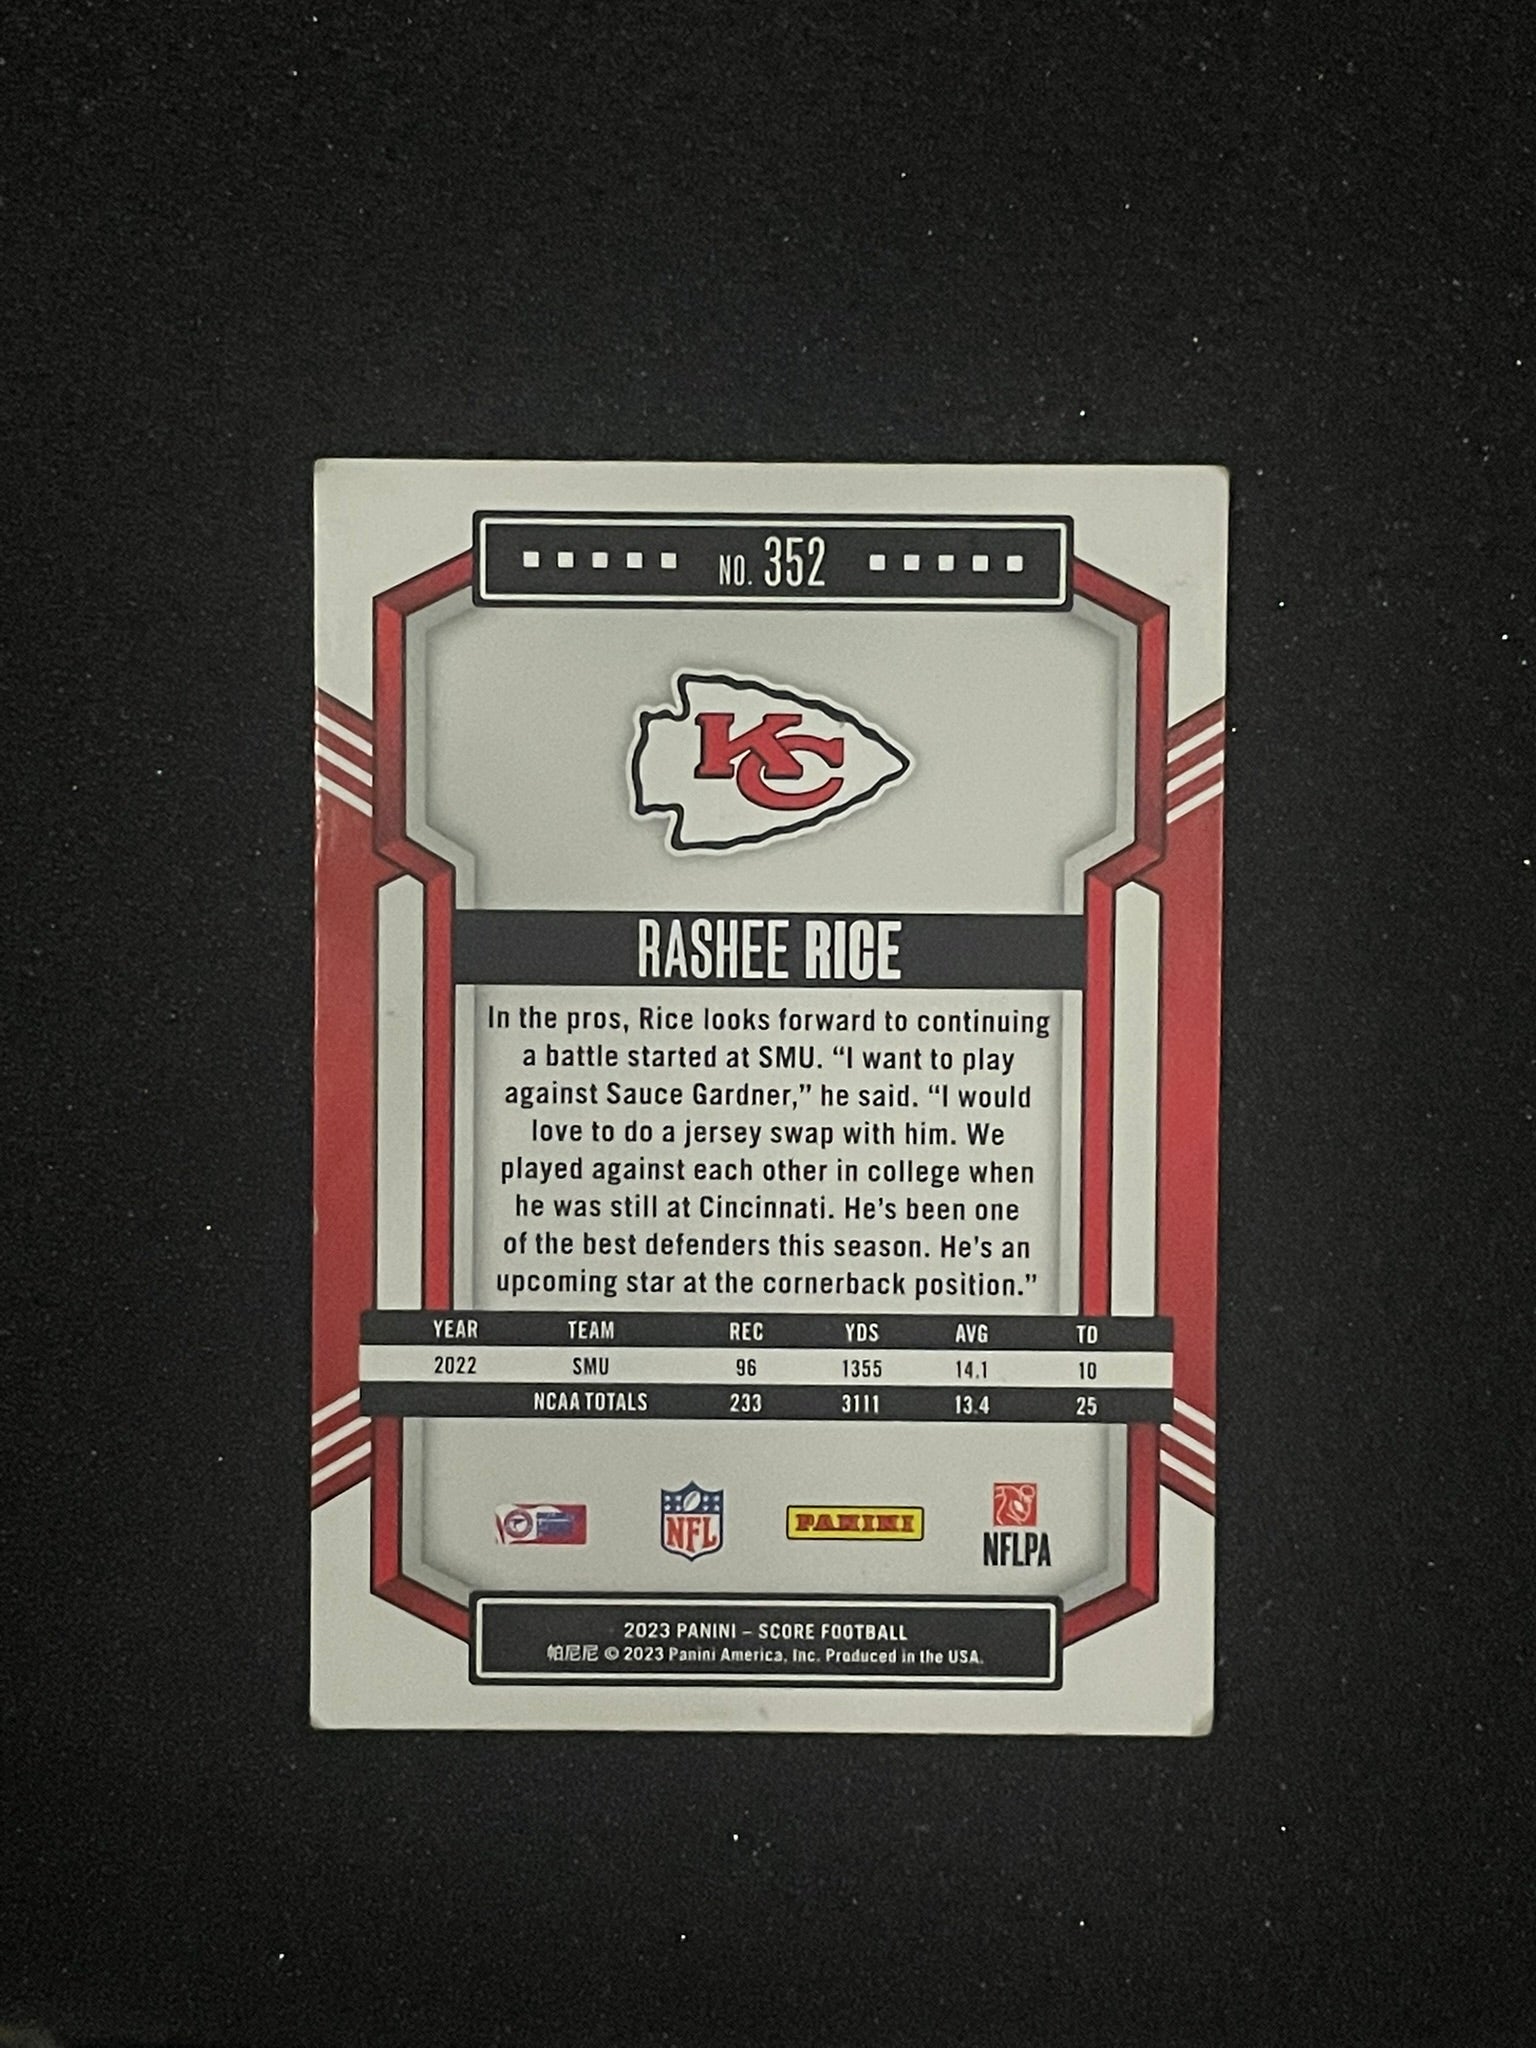 NO. 352
KC
RASHEE RICE
In the pros, Rice looks forward to continuing
a battle started at SMU. “I want to play
against Sauce Gardner,” he said. “I would
love to do a jersey swap with him. We
played against each other in college when
he was still at Cincinnati. He’s been one
of the best defenders this season. He’s an
upcoming star at the cornerback position.”
YEAR TEAM REC YDS AVG TD
2022 SMU 96 1355 14.1 10
NCAA TOTALS 233 3111 13.4 25
NFL PANINI NFLPA
2023 PANINI – SCORE FOOTBALL
帕尼尼 © 2023 Panini America, Inc. Produced in the USA.